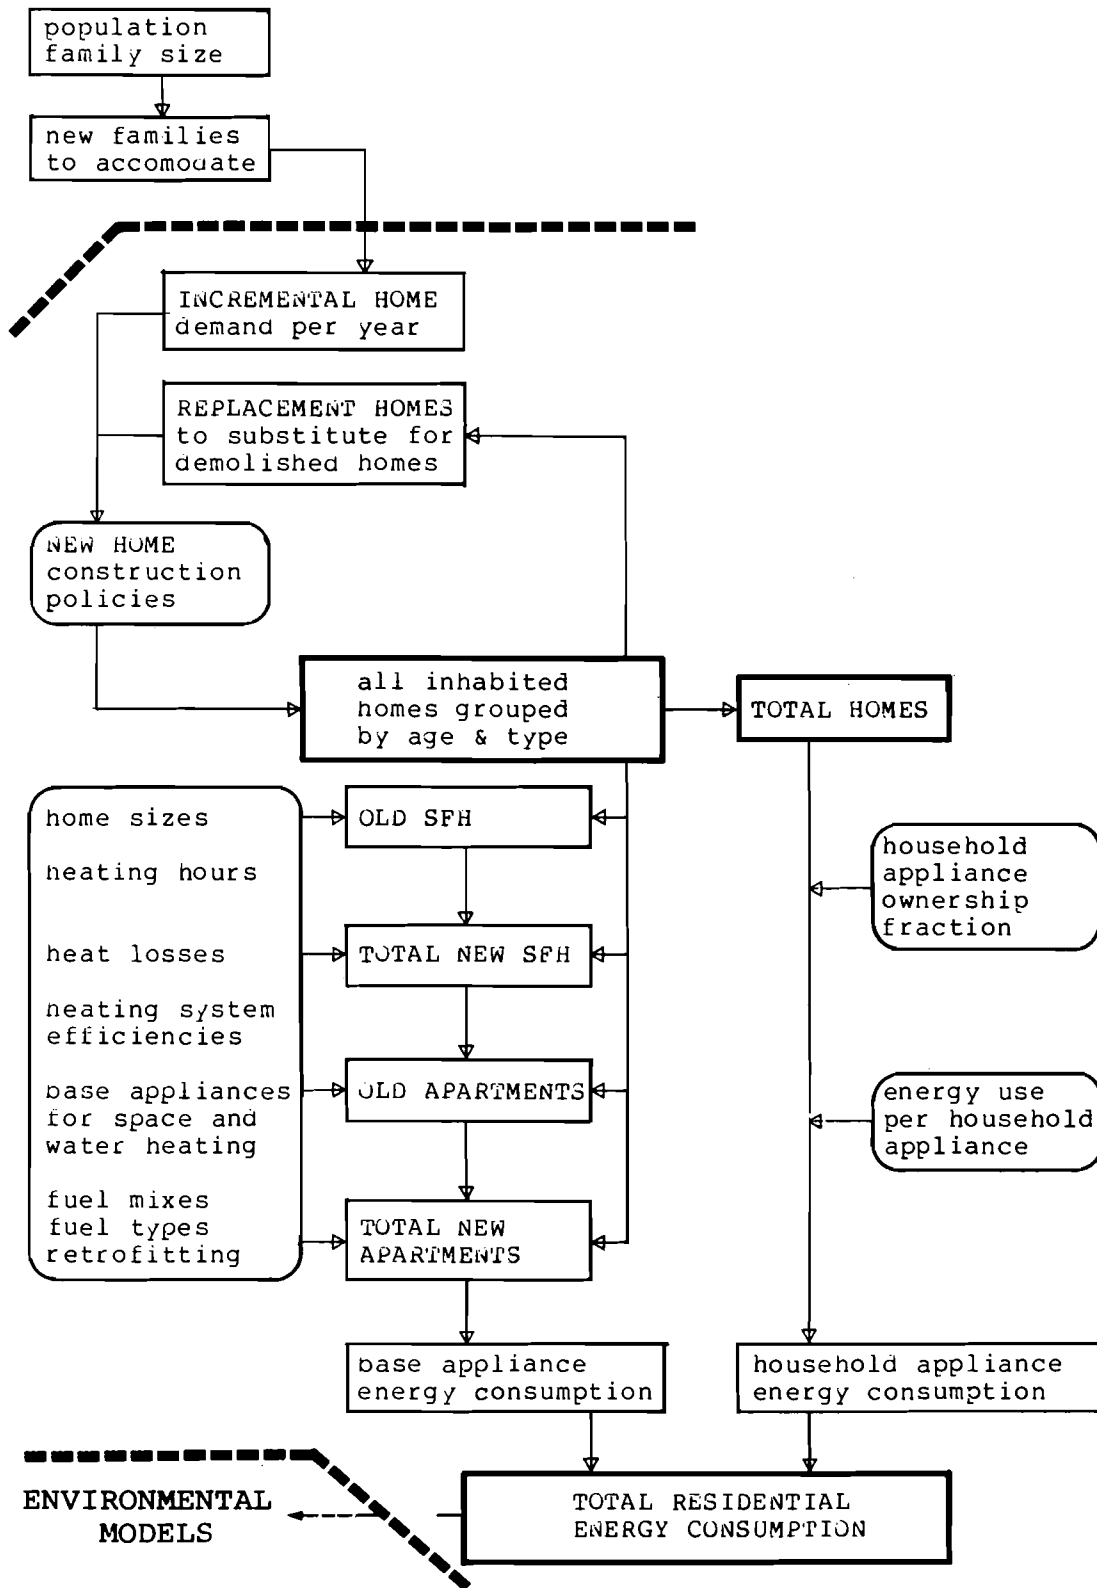 population
family size
new families
to accomodate
INCREMENTAL HOME
demand per year
REPLACEMENT HOMES
to substitute for
demolished homes
NEW HOME
construction
policies
all inhabited
homes grouped
by age & type
TOTAL HOMES
home sizes
heating hours
heat losses
heating system
efficiencies
base appliances
for space and
water heating
fuel mixes
fuel types
retrofitting
OLD SFH
TOTAL NEW SFH
OLD APARTMENTS
TOTAL NEW
APARTMENTS
household
appliance
ownership
fraction
energy use
per household
appliance
base appliance
energy consumption
household appliance
energy consumption
TOTAL RESIDENTIAL
ENERGY CONSUMPTION
ENVIRONMENTAL
MODELS